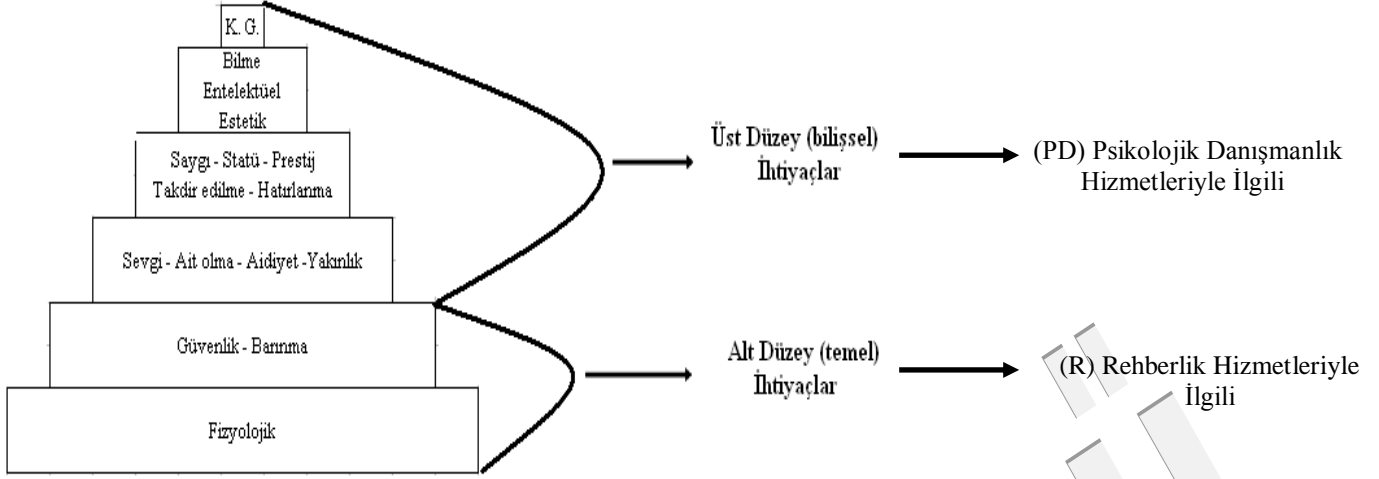 K. G.
Bilme
Entelektüel
Estetik
Saygı - Statü - Prestij
Takdir edilme - Hatırlanma
Sevgi - Ait olma - Aidiyet -Yakınlık
Güvenlik - Barınma
Fizyolojik
Üst Düzey (bilişsel)
İhtiyaçlar
(PD) Psikolojik Danışmanlık
Hizmetleriyle İlgili
Alt Düzey (temel)
İhtiyaçlar
(R) Rehberlik Hizmetleriyle
İlgili